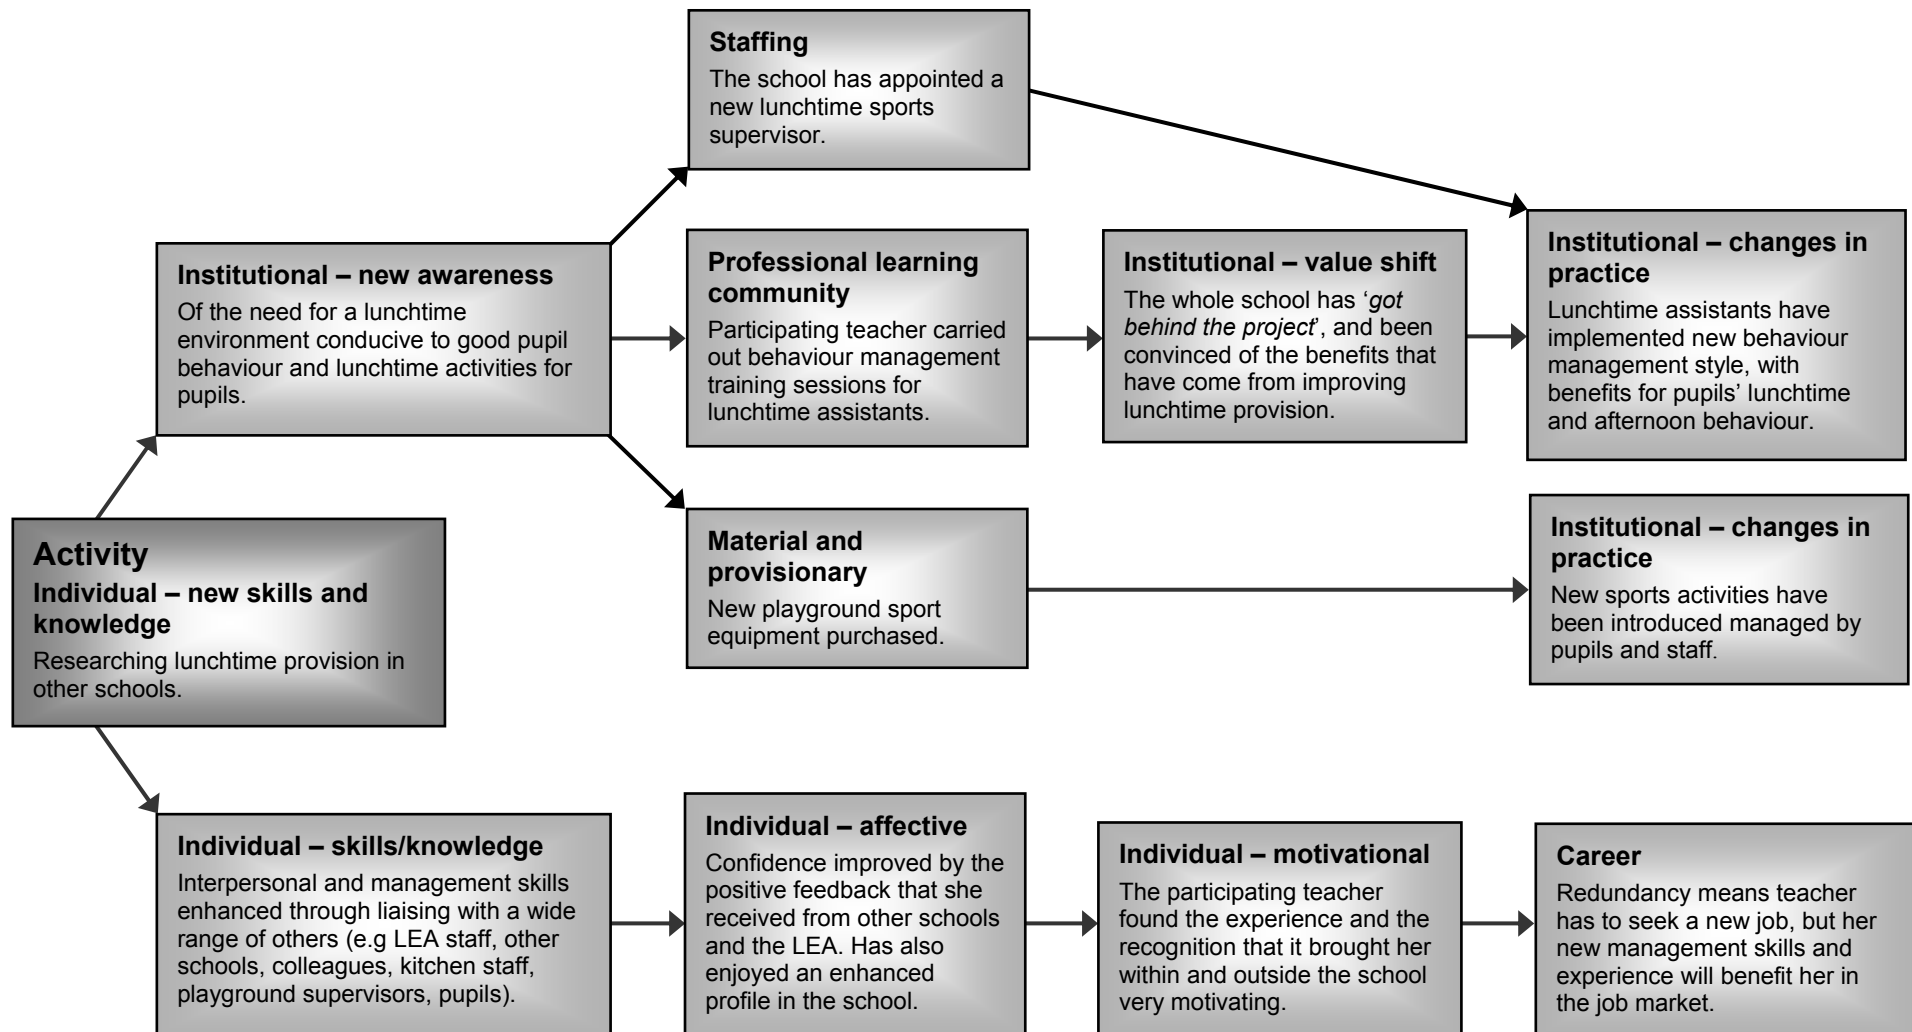 Staffing
The school has appointed a
new lunchtime sports
supervisor.
Institutional – new awareness
Of the need for a lunchtime
environment conducive to good pupil
behaviour and lunchtime activities for
pupils.
Professional learning
community
Participating teacher carried
out behaviour management
training sessions for
lunchtime assistants.
Institutional – value shift
The whole school has ‘got
behind the project’, and been
convinced of the benefits that
have come from improving
lunchtime provision.
Institutional – changes in
practice
Lunchtime assistants have
implemented new behaviour
management style, with
benefits for pupils’ lunchtime
and afternoon behaviour.
Activity
Individual – new skills and
knowledge
Researching lunchtime provision in
other schools.
Material and
provisionary
New playground sport
equipment purchased.
Institutional – changes in
practice
New sports activities have
been introduced managed by
pupils and staff.
Individual – skills/knowledge
Interpersonal and management skills
enhanced through liaising with a wide
range of others (e.g LEA staff, other
schools, colleagues, kitchen staff,
playground supervisors, pupils).
Individual – affective
Confidence improved by the
positive feedback that she
received from other schools
and the LEA. Has also
enjoyed an enhanced
profile in the school.
Individual – motivational
The participating teacher
found the experience and the
recognition that it brought her
within and outside the school
very motivating.
Career
Redundancy means teacher
has to seek a new job, but her
new management skills and
experience will benefit her in
the job market.